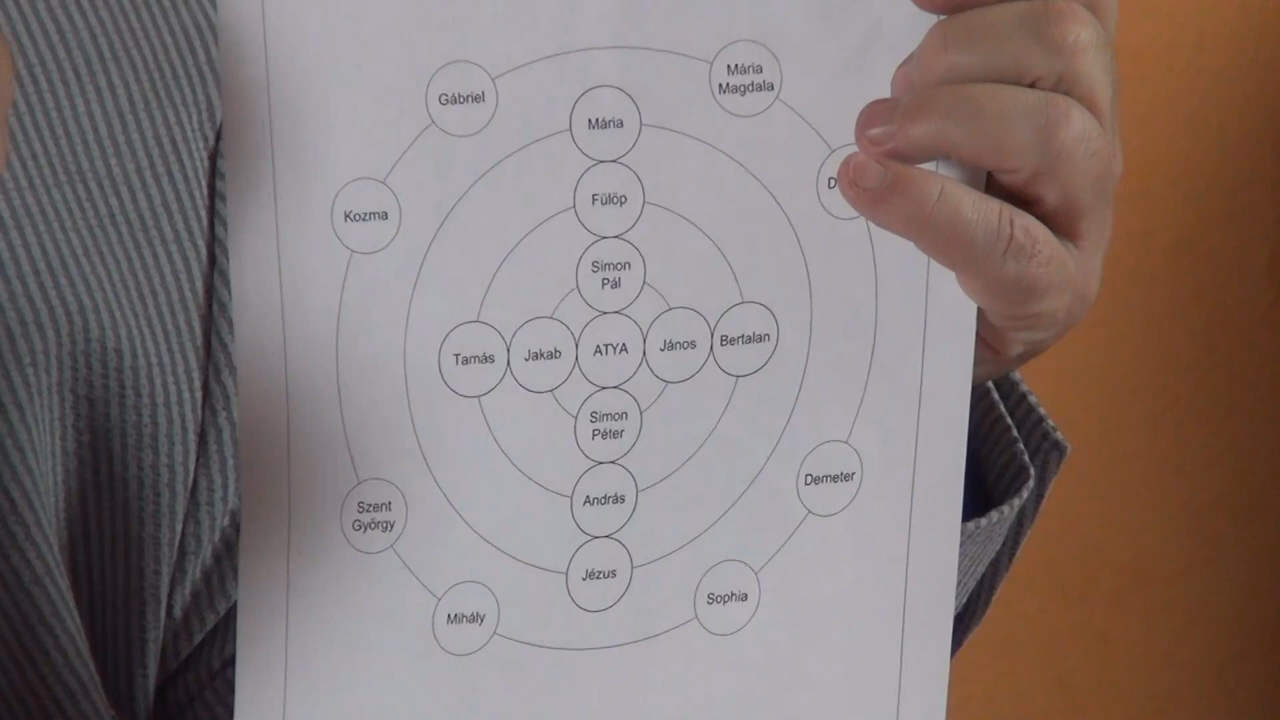 Gábriel
Mária
Magdala
Mária
D
Fülöp
Kozma
Simon
Pál
Tamás
Jakab
ATYA
János
Bertalan
Simon
Péter
Demeter
András
Szent
György
Jézus
Sophia
Mihály